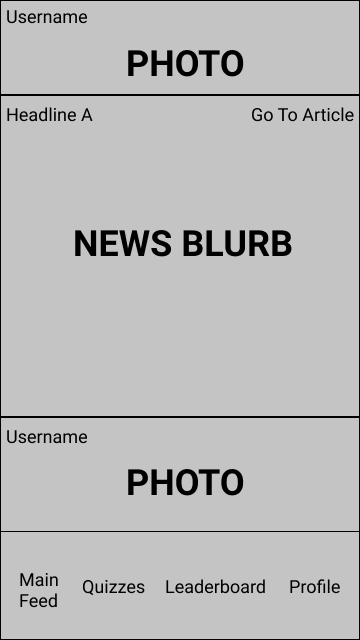 Username
PHOTO
Headline A
Go To Article
NEWS BLURB
Username
PHOTO
Main
Feed
Quizzes
Leaderboard
Profile